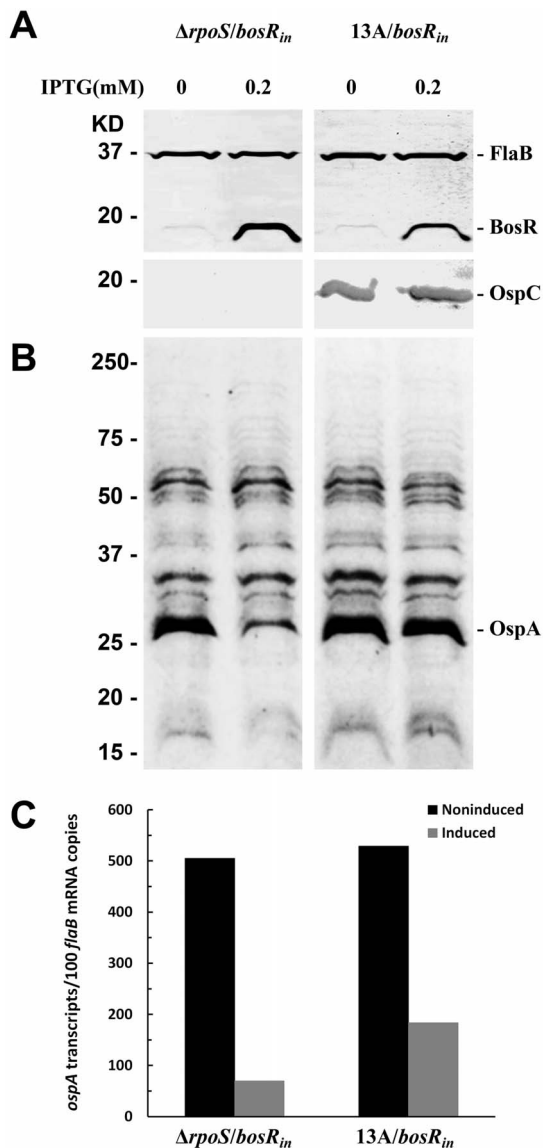 A
ΔrpoS/bosRin 13A/bosRin
IPTG(mM) 0 0.2 0 0.2
KD
37 - - FlaB
20 - - BosR
20 - - OspC
B
250-
75-
50-
37 -
- OspA
25 -
20 -
15 -
C
600
Noninduced
Induced
500
400
300
200
100
0
ospA transcripts/100 flaB mRNA copies
ΔrpoS/bosRin 13A/bosRin